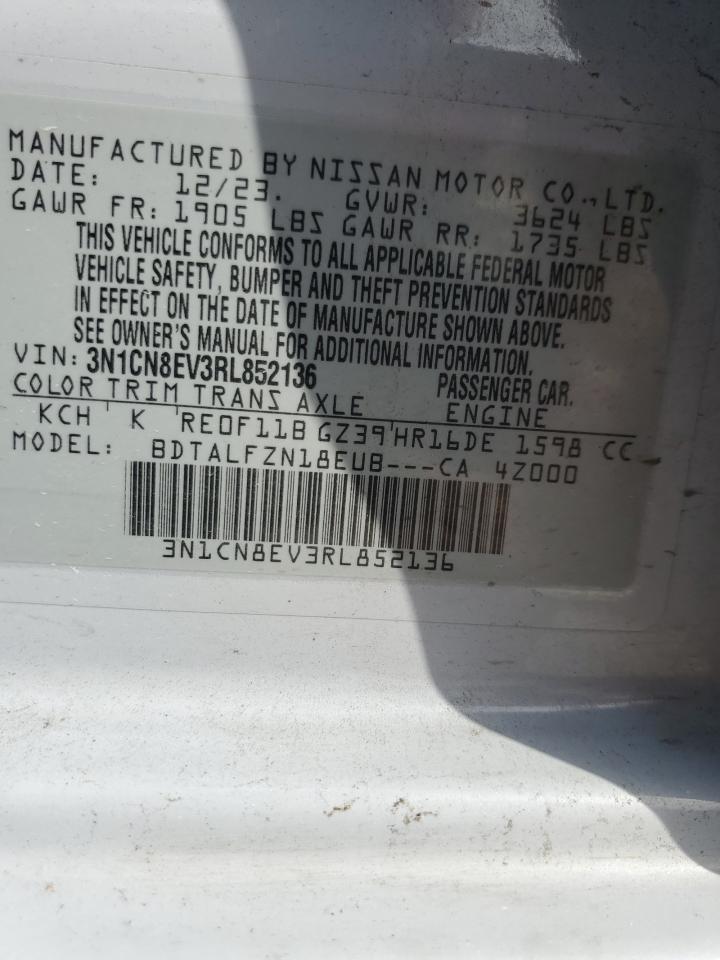 MANUFACTURED BY NISSAN MOTOR CO.,LTD.
DATE: 12/23. GVWR: 3624 LBS
GAWR FR: 1905 LBS GAWR RR: 1735 LBS
THIS VEHICLE CONFORMS TO ALL APPLICABLE FEDERAL MOTOR
VEHICLE SAFETY, BUMPER AND THEFT PREVENTION STANDARDS
IN EFFECT ON THE DATE OF MANUFACTURE SHOWN ABOVE.
SEE OWNER'S MANUAL FOR ADDITIONAL INFORMATION.
VIN: 3N1CN8EV3RL852136 PASSENGER CAR.
COLOR TRIM TRANS AXLE ENGINE
KCH K RE0F11B GZ39 HR16DE 1598 CC
MODEL: BDTALFZN18EUB---CA 4Z000
3N1CN8EV3RL852136